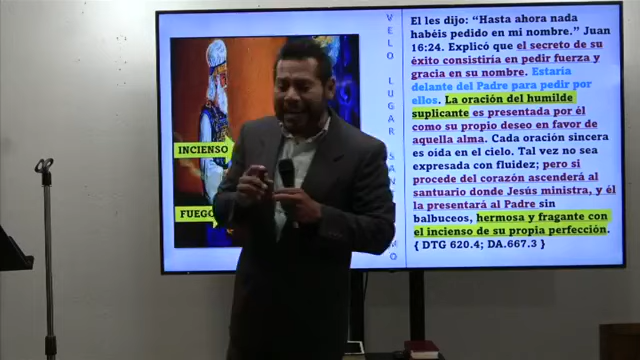 VELO LUGAR SANT
MO
INCIENSO
FUEGO
El les dijo: “Hasta ahora nada
habéis pedido en mi nombre.” Juan
16:24. Explicó que el secreto de su
éxito consistiría en pedir fuerza y
gracia en su nombre. Estaría
delante del Padre para pedir por
ellos. La oración del humilde
suplicante es presentada por él
como su propio deseo en favor de
aquella alma. Cada oración sincera
es oída en el cielo. Tal vez no sea
expresada con fluidez; pero si
procede del corazón ascenderá al
santuario donde Jesús ministra, y él
la presentará al Padre sin
balbuceos, hermosa y fragante con
el incienso de su propia perfección.
{ DTG 620.4; DA.667.3 }